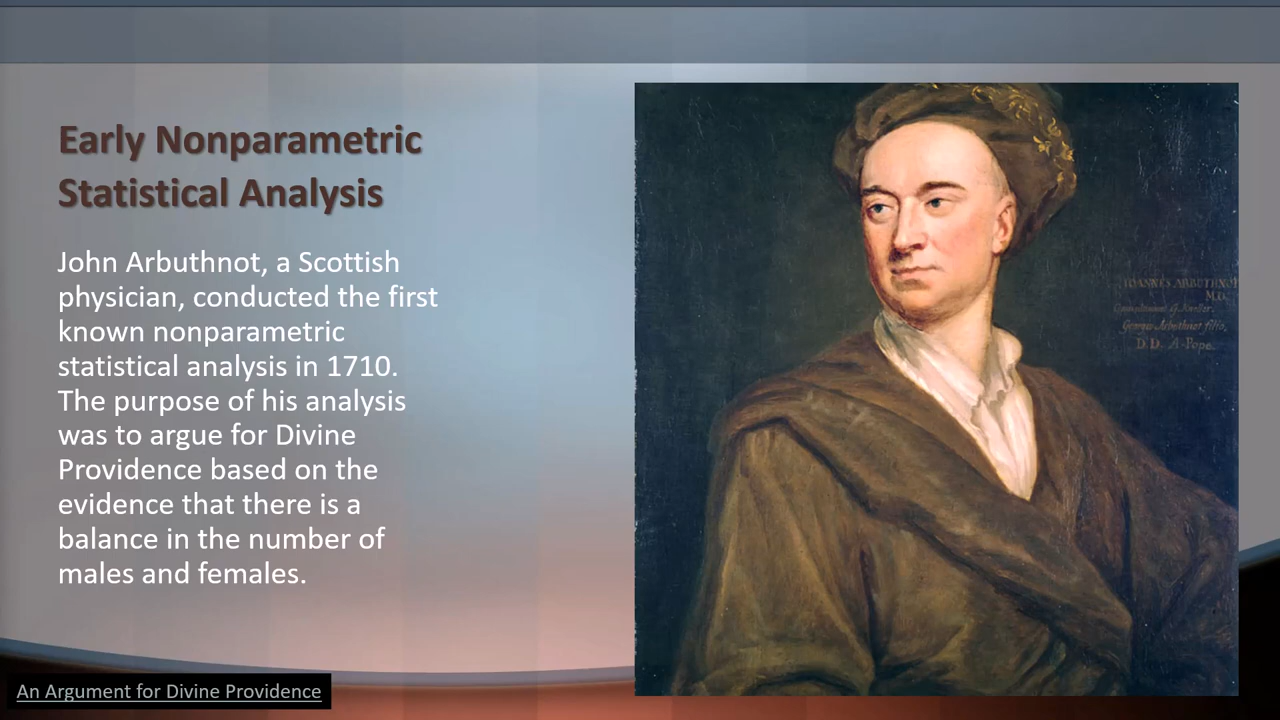 Early Nonparametric
Statistical Analysis
John Arbuthnot, a Scottish
physician, conducted the first
known nonparametric
statistical analysis in 1710.
The purpose of his analysis
was to argue for Divine
Providence based on the
evidence that there is a
balance in the number of
males and females.
An Argument for Divine Providence
M.D.
D.D. A. Pope